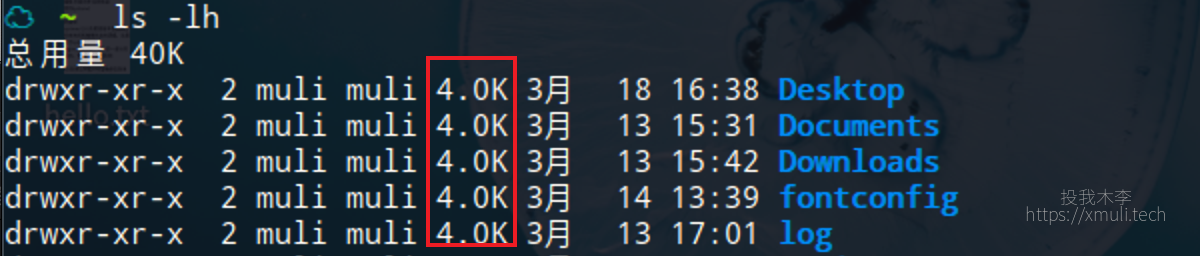 ~ ls -lh
总用量 40K
drwxr-xr-x 2 muli muli 4.0K 3月 18 16:38 Desktop
drwxr-xr-x 2 muli muli 4.0K 3月 13 15:31 Documents
drwxr-xr-x 2 muli muli 4.0K 3月 13 15:42 Downloads
drwxr-xr-x 2 muli muli 4.0K 3月 14 13:39 fontconfig
drwxr-xr-x 2 muli muli 4.0K 3月 13 17:01 log
hello.txt
投我木李
https://xmuli.tech